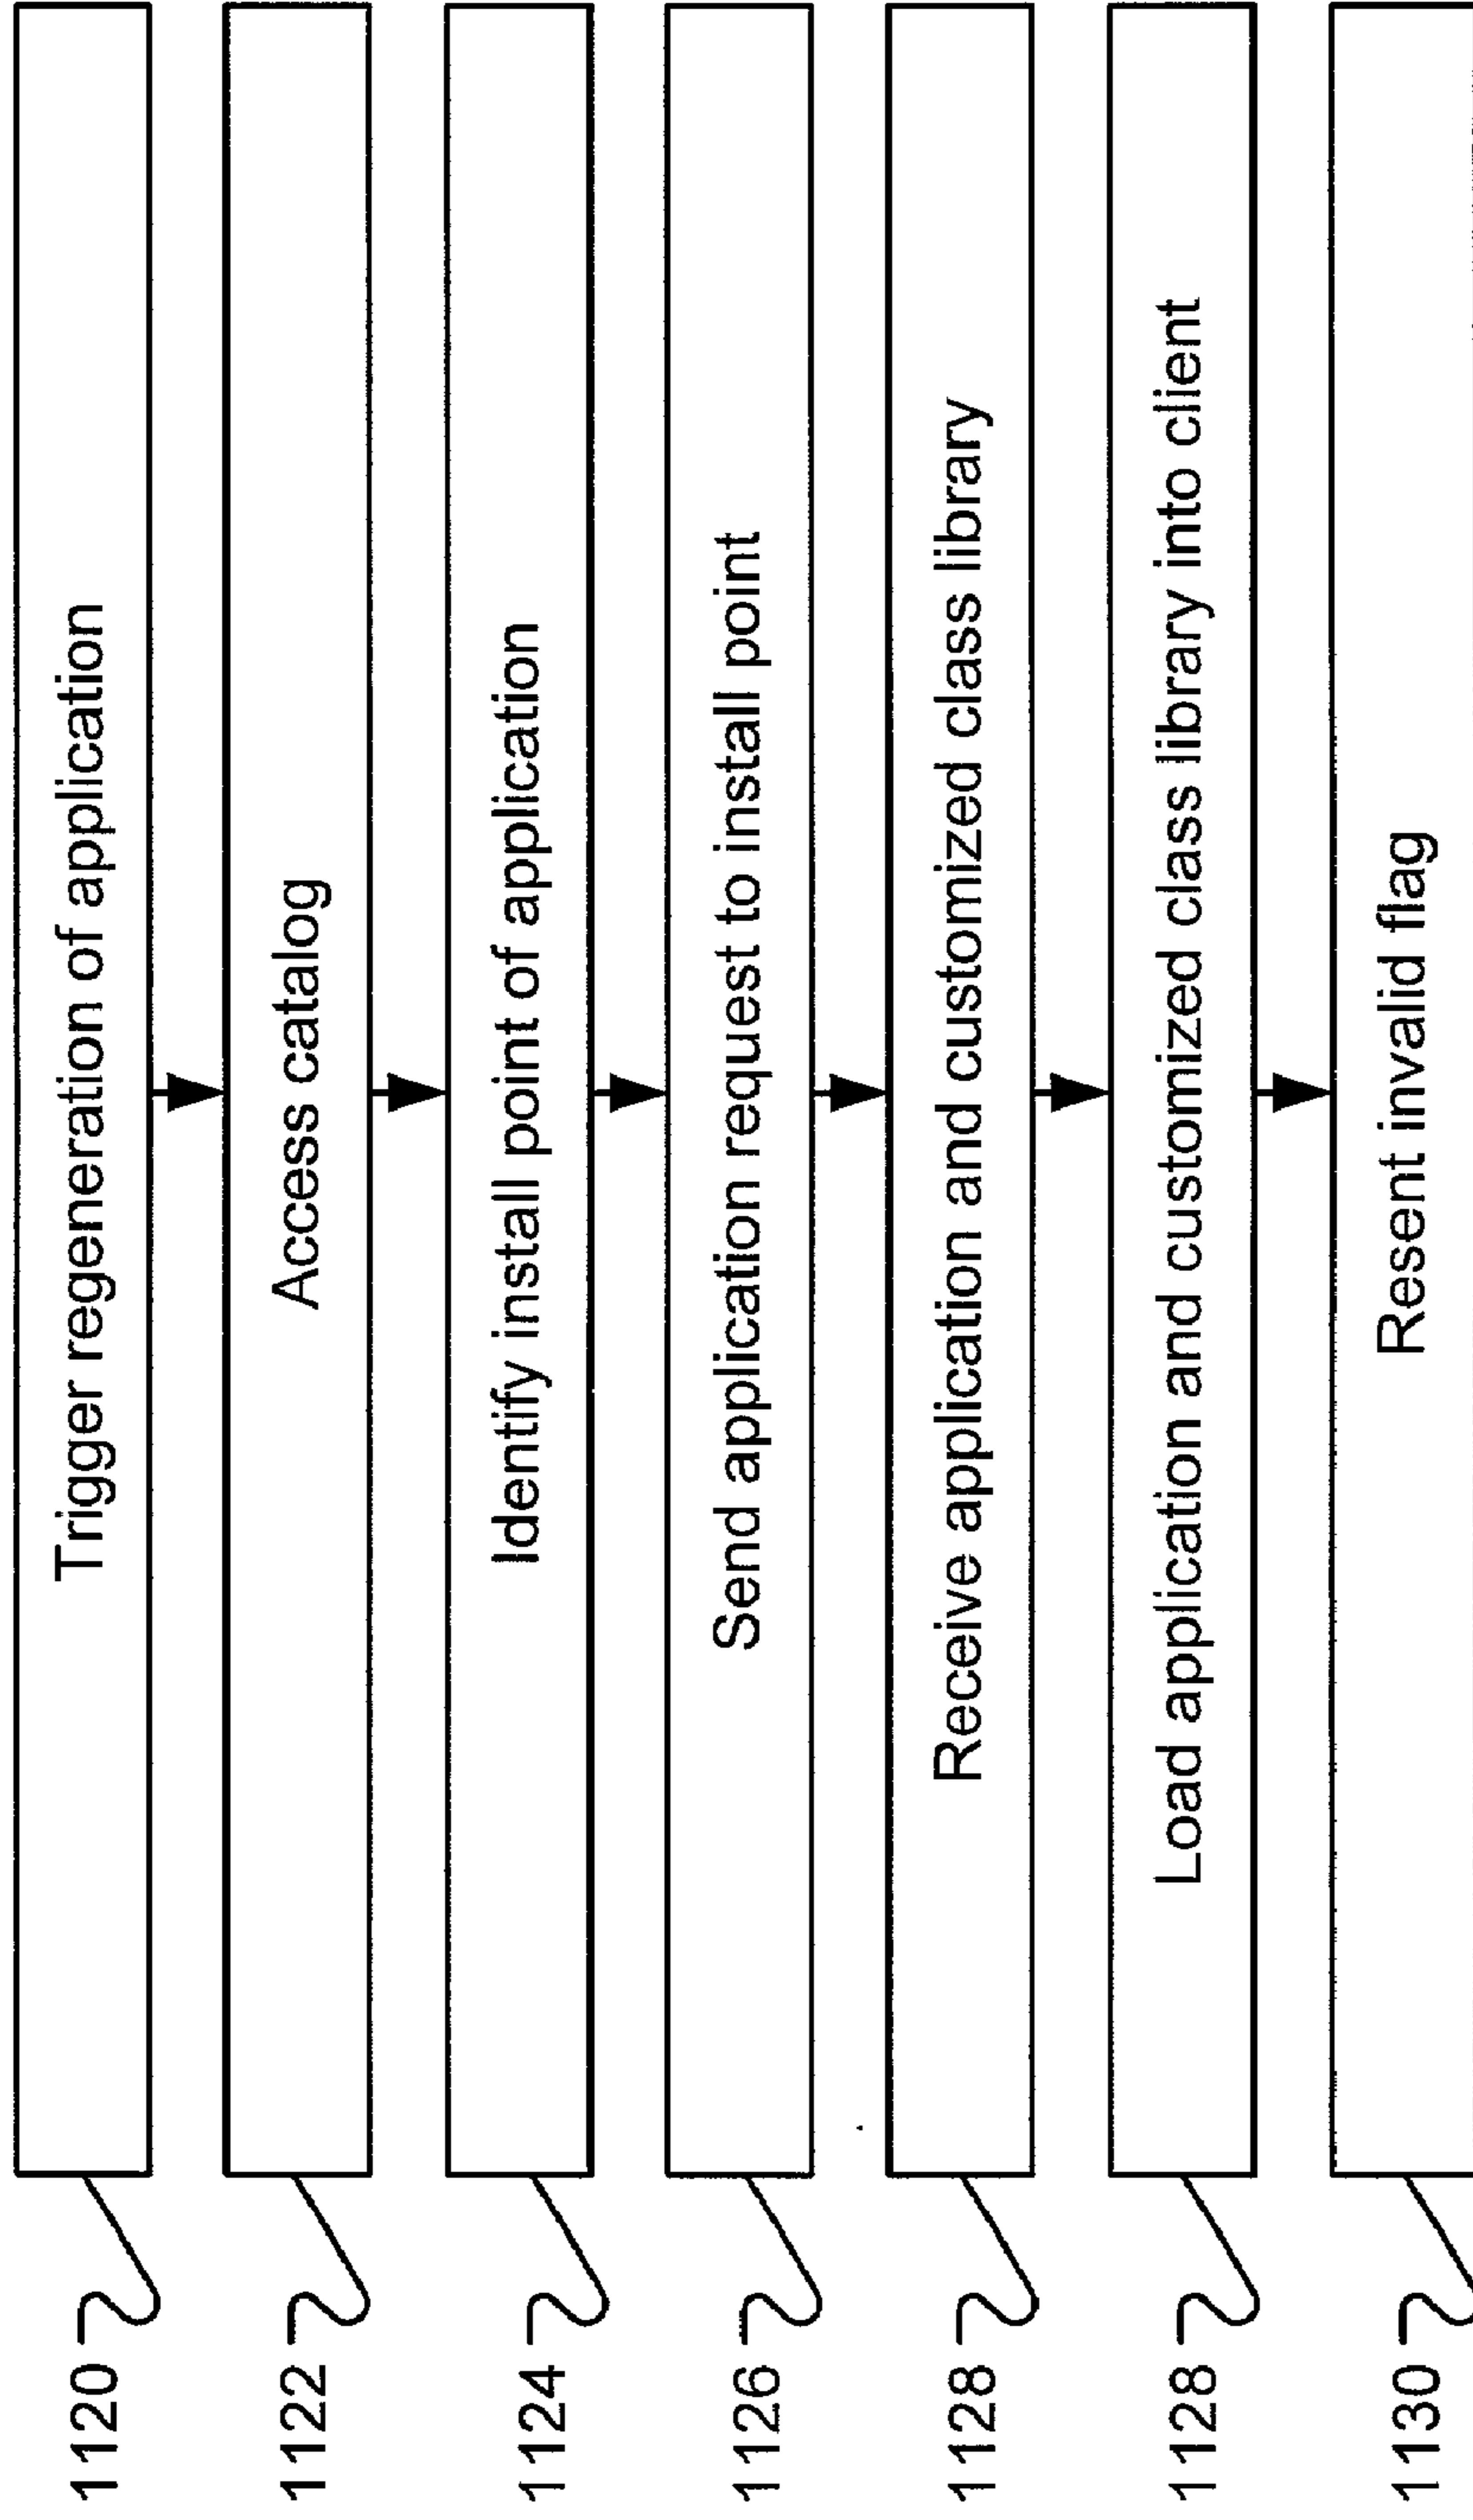 1120
Trigger regeneration of application
1122
Access catalog
1124
Identify install point of application
1126
Send application request to install point
1128
Receive application and customized class library
1128
Load application and customized class library into client
1130
Resent invalid flag